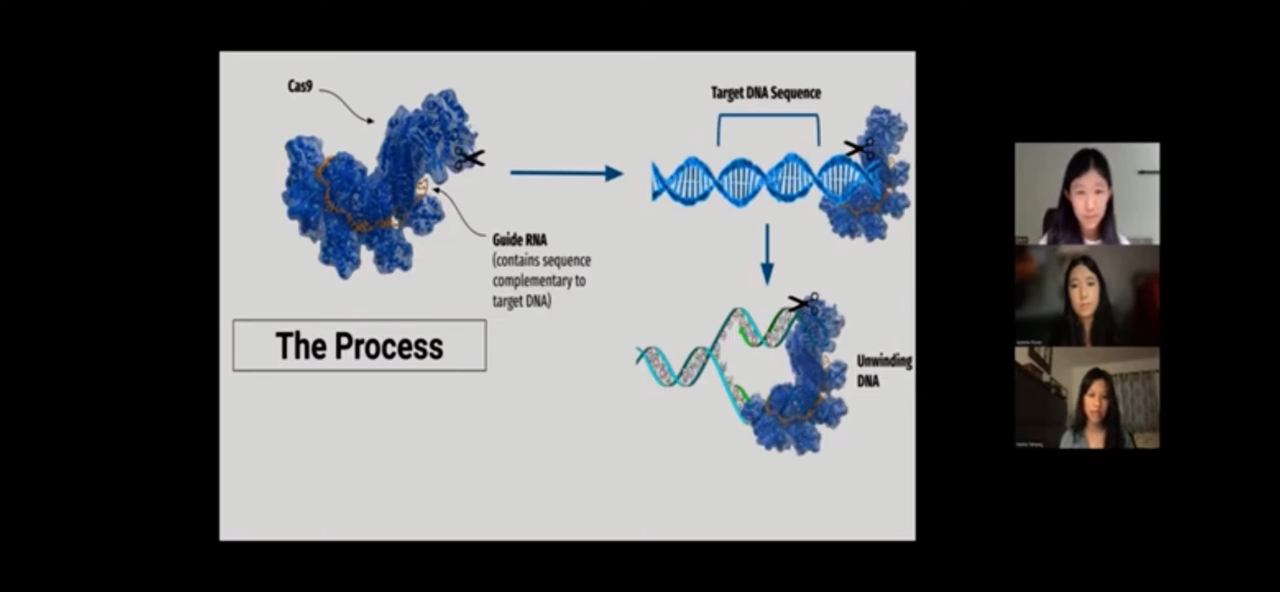 Cas9
Target DNA Sequence
Guide RNA
(contains sequence
complementary to
target DNA)
The Process
Unwinding
DNA